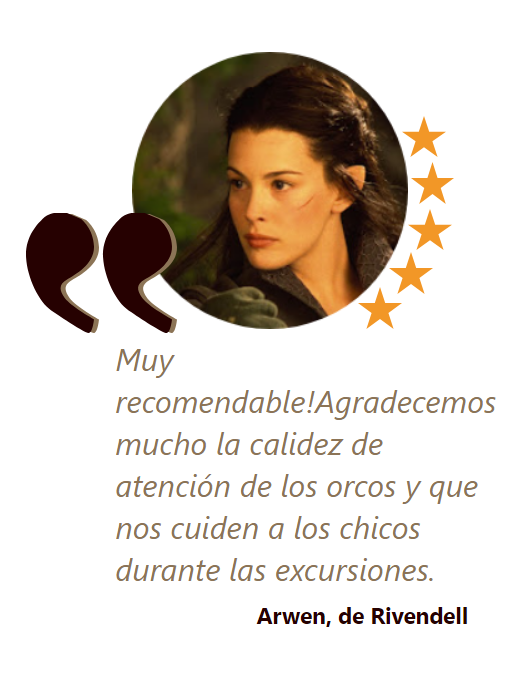 Muy
recomendable!Agradecemos
mucho la calidez de
atención de los orcos y que
nos cuiden a los chicos
durante las excursiones.
Arwen, de Rivendell